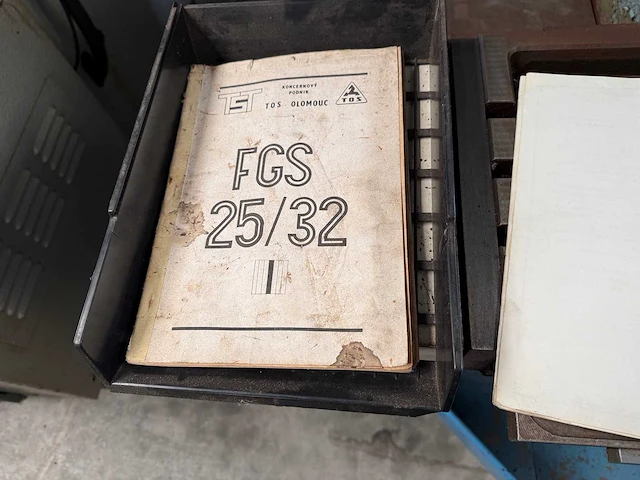 TST
KONCERNOVÝ
PODNIK
TOS OLOMOUC
TOS
FGS
25/32
I